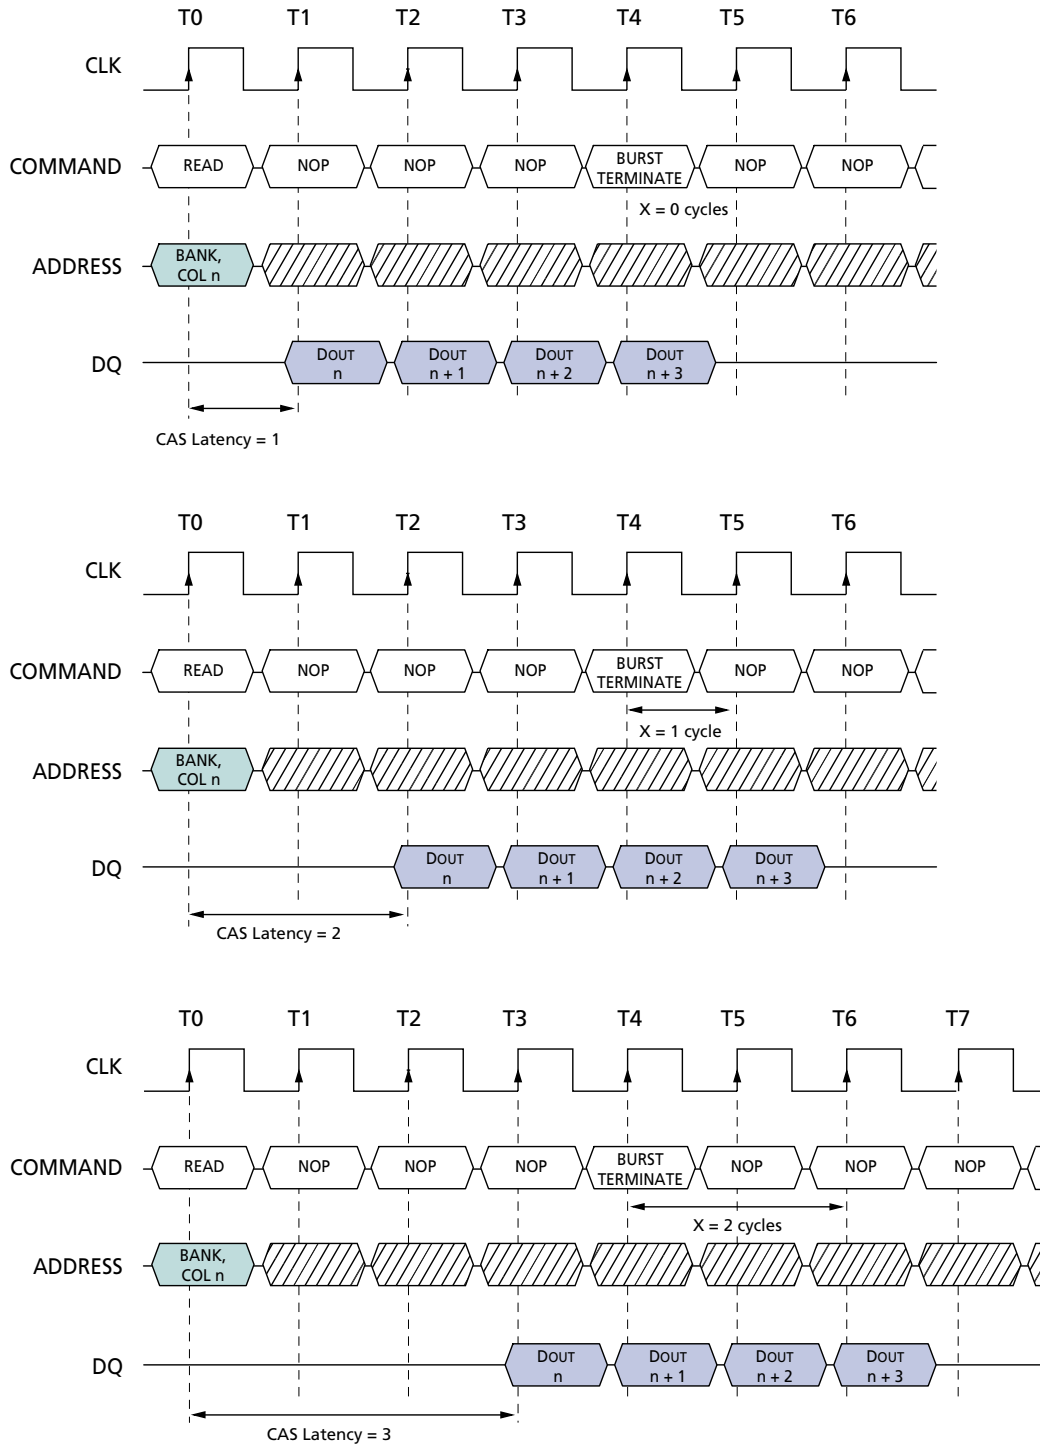 T0 T1 T2 T3 T4 T5 T6
CLK
COMMAND READ NOP NOP NOP BURST TERMINATE NOP NOP
X = 0 cycles
ADDRESS BANK, COL n
DQ DOUT n DOUT n + 1 DOUT n + 2 DOUT n + 3
CAS Latency = 1
T0 T1 T2 T3 T4 T5 T6
CLK
COMMAND READ NOP NOP NOP BURST TERMINATE NOP NOP
X = 1 cycle
ADDRESS BANK, COL n
DQ DOUT n DOUT n + 1 DOUT n + 2 DOUT n + 3
CAS Latency = 2
T0 T1 T2 T3 T4 T5 T6 T7
CLK
COMMAND READ NOP NOP NOP BURST TERMINATE NOP NOP NOP
X = 2 cycles
ADDRESS BANK, COL n
DQ DOUT n DOUT n + 1 DOUT n + 2 DOUT n + 3
CAS Latency = 3